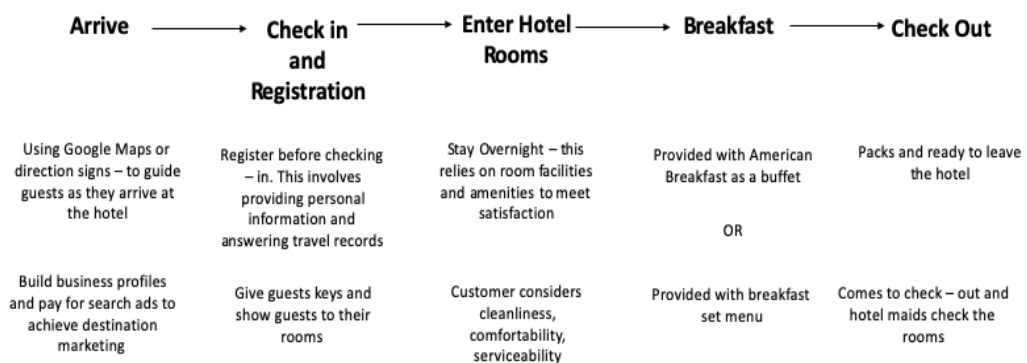 Arrive
Check in
and
Registration
Enter Hotel
Rooms
Breakfast
Check Out
Using Google Maps or
direction signs – to guide
guests as they arrive at
the hotel
Register before checking
– in. This involves
providing personal
information and
answering travel records
Stay Overnight – this
relies on room facilities
and amenities to meet
satisfaction
Provided with American
Breakfast as a buffet
OR
Packs and ready to leave
the hotel
Build business profiles
and pay for search ads to
achieve destination
marketing
Give guests keys and
show guests to their
rooms
Customer considers
cleanliness,
comfortability,
serviceability
Provided with breakfast
set menu
Comes to check – out and
hotel maids check the
rooms